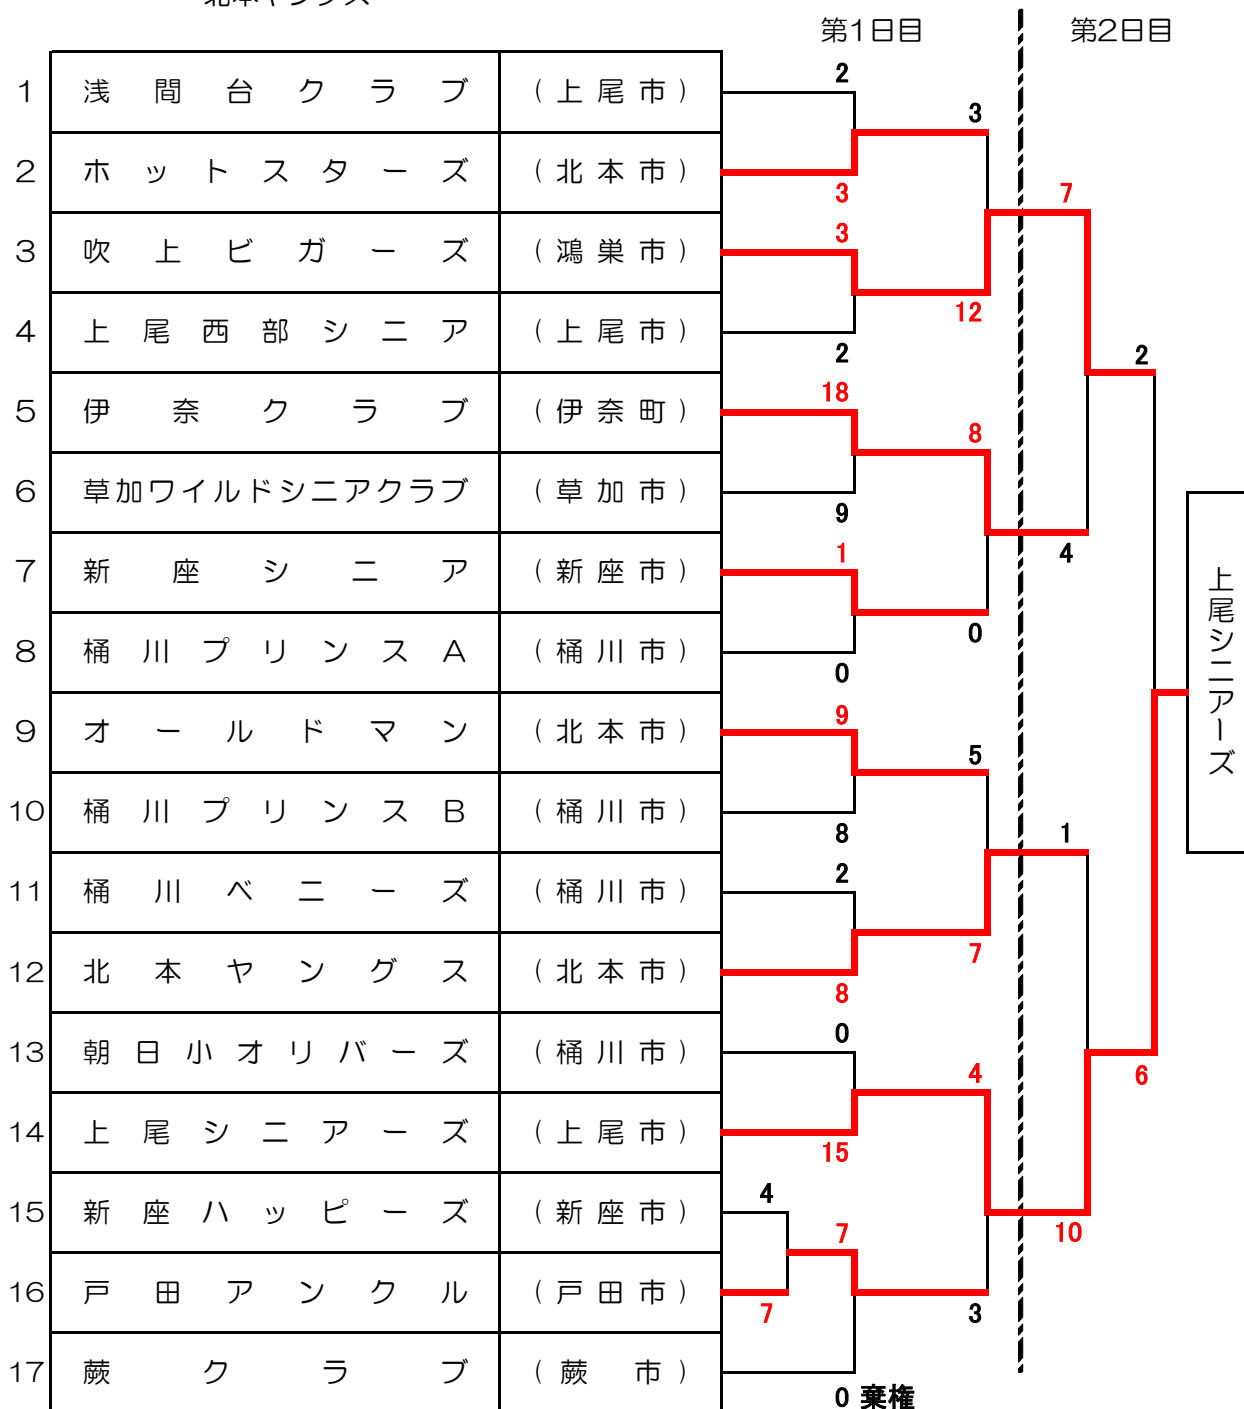 北本ヤングス
第1日目 第2日目
1 浅間台クラブ (上尾市)
2 ホットスターズ (北本市)
3 吹上ビガーズ (鴻巣市)
4 上尾西部シニア (上尾市)
5 伊奈クラブ (伊奈町)
6 草加ワイルドシニアクラブ (草加市)
7 新座シニア (新座市)
8 桶川プリンスA (桶川市)
9 オールドマン (北本市)
10 桶川プリンスB (桶川市)
11 桶川ベニーズ (桶川市)
12 北本ヤングス (北本市)
13 朝日小オリバーズ (桶川市)
14 上尾シニアーズ (上尾市)
15 新座ハッピーズ (新座市)
16 戸田アンクル (戸田市)
17 蕨クラブ (蕨市)
4
7
2
3
3
2
18
9
1
0
9
8
2
8
0
15
7
0 棄権
3
12
8
0
5
7
4
3
7
4
1
10
2
6
上尾シニアーズ